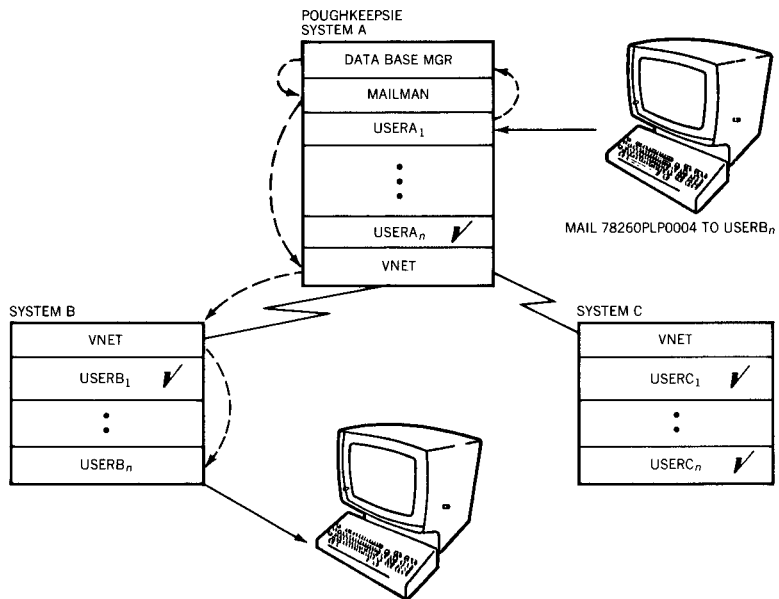 POUGHKEEPSIE
SYSTEM A
DATA BASE MGR
MAILMAN
USERA₁
USERAₙ
VNET
MAIL 78260PLP0004 TO USERBₙ
SYSTEM B
VNET
USERB₁
USERBₙ
SYSTEM C
VNET
USERC₁
USERCₙ